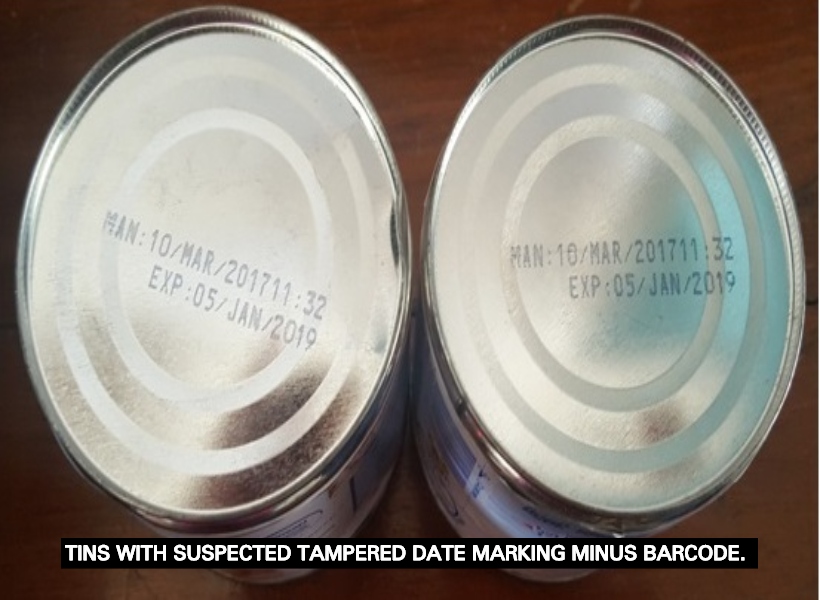 MAN:10/MAR/201711:32
EXP:05/JAN/2019
MAN:10/MAR/201711:32
EXP:05/JAN/2019
TINS WITH SUSPECTED TAMPERED DATE MARKING MINUS BARCODE.